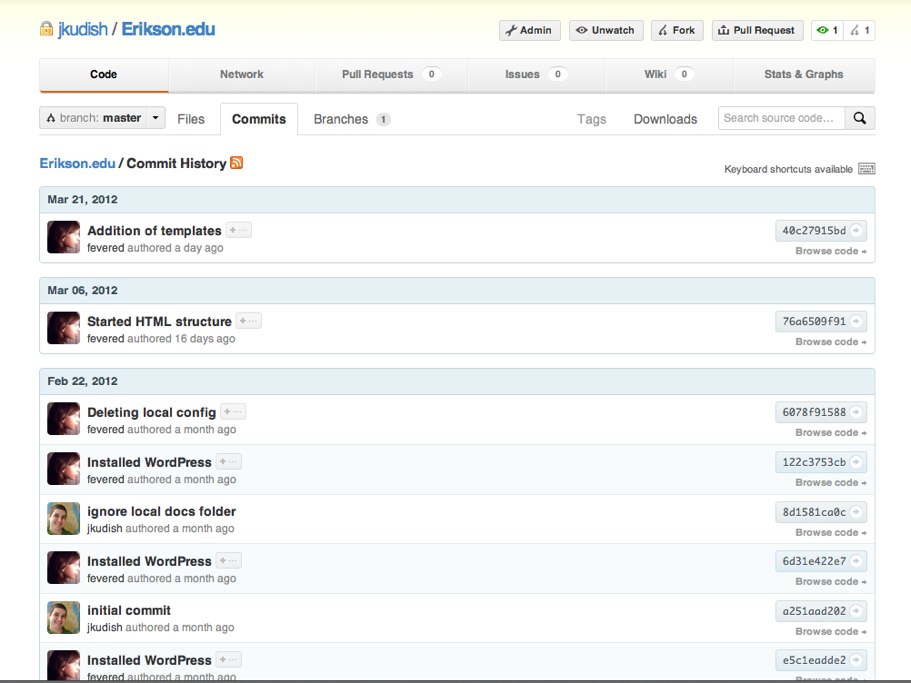 jkudish / Erikson.edu
Admin Unwatch Fork Pull Request 1 1
Code Network Pull Requests 0 Issues 0 Wiki 0 Stats & Graphs
branch: master Files Commits Branches 1 Tags Downloads Search source code...
Erikson.edu / Commit History
Keyboard shortcuts available
Mar 21, 2012
Addition of templates + ...
40c27915bd
fevered authored a day ago
Browse code
Mar 06, 2012
Started HTML structure + ...
76a6509f91
fevered authored 16 days ago
Browse code
Feb 22, 2012
Deleting local config + ...
6078f91588
fevered authored a month ago
Browse code
Installed WordPress + ...
122c3753cb
fevered authored a month ago
Browse code
ignore local docs folder
8d1581ca0c
jkudish authored a month ago
Browse code
Installed WordPress + ...
6d31e422e7
fevered authored a month ago
Browse code
initial commit
a251aad202
jkudish authored a month ago
Browse code
Installed WordPress + ...
e5c1eadde2
fevered authored a month ago
Browse code